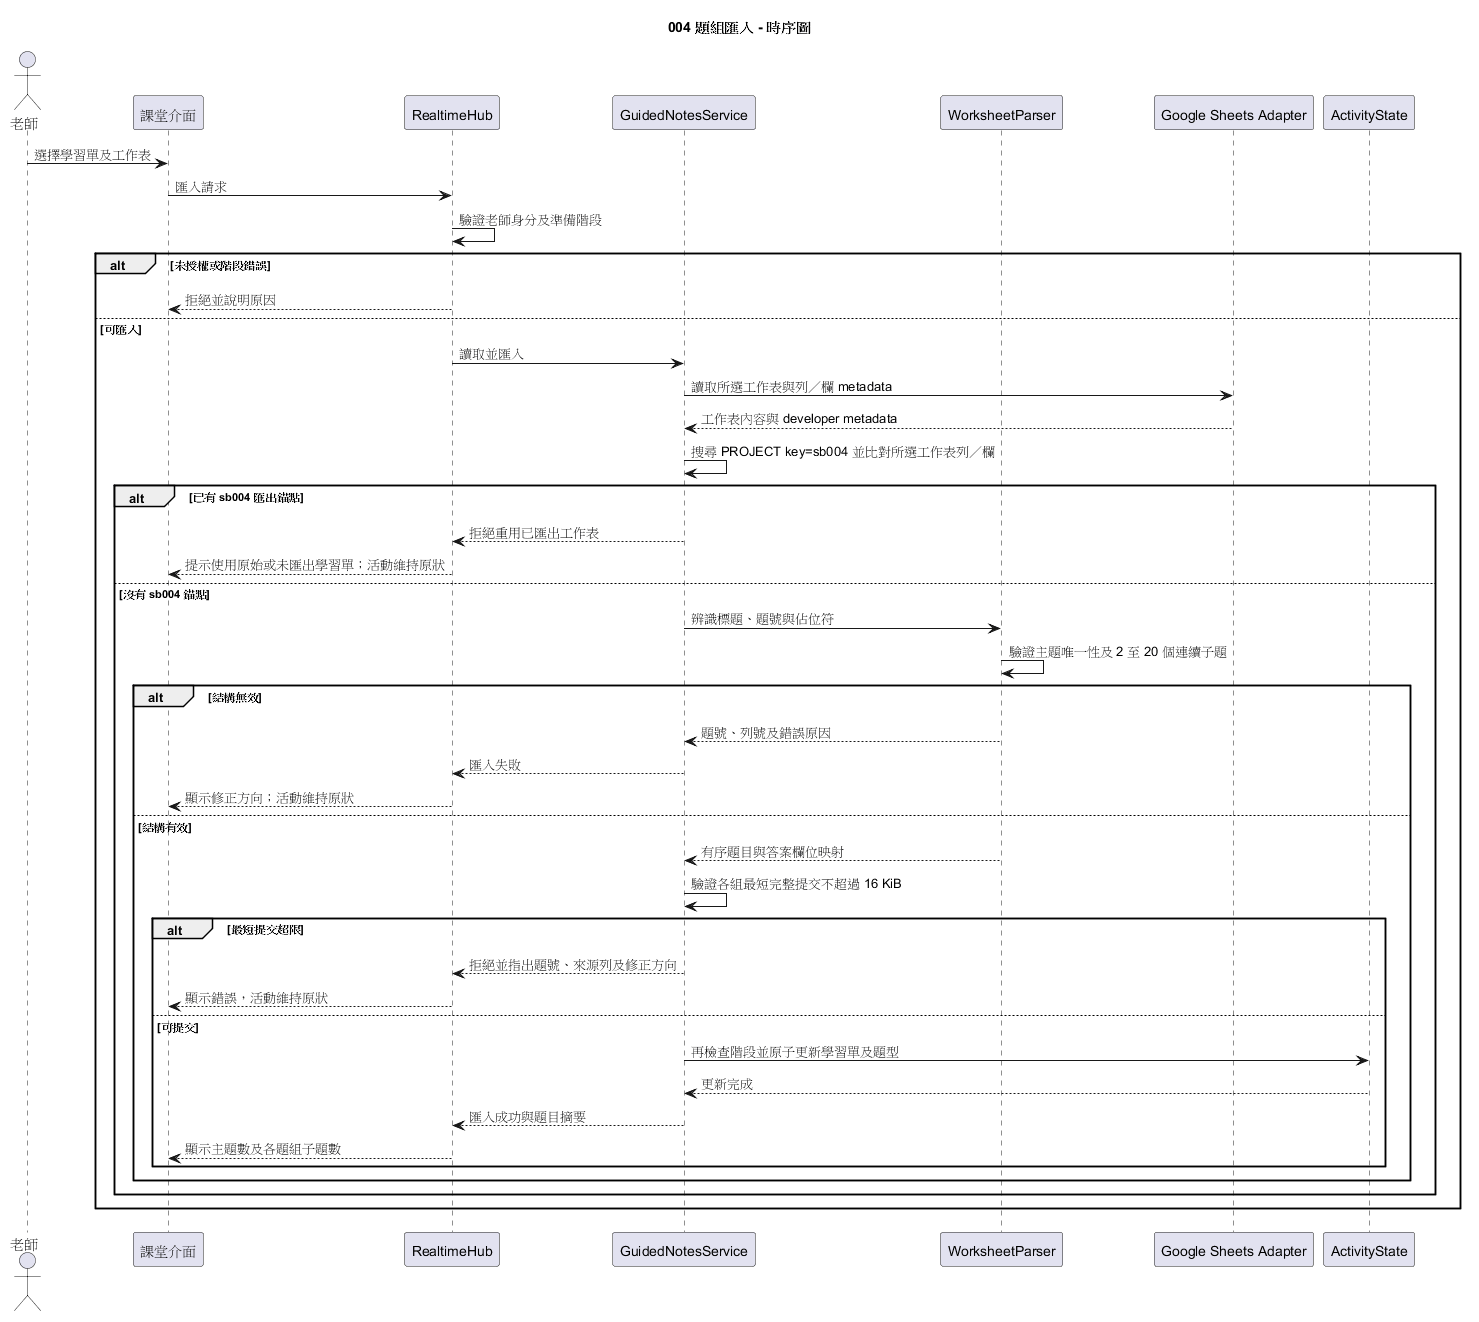 004 題組匯入 - 時序圖
老師
課堂介面
RealtimeHub
GuidedNotesService
WorksheetParser
Google Sheets Adapter
ActivityState
選擇學習單及工作表
匯入請求
驗證老師身分及準備階段
alt [未授權或階段錯誤]
拒絕並說明原因
[可匯入]
讀取並匯入
讀取所選工作表與列／欄 metadata
工作表內容與 developer metadata
搜尋 PROJECT key=sb004 並比對所選工作表列／欄
alt [已有 sb004 匯出錨點]
拒絕重用已匯出工作表
提示使用原始或未匯出學習單；活動維持原狀
[沒有 sb004 錨點]
辨識標題、題號與佔位符
驗證主題唯一性及 2 至 20 個連續子題
alt [結構無效]
題號、列號及錯誤原因
匯入失敗
顯示修正方向；活動維持原狀
[結構有效]
有序題目與答案欄位映射
驗證各組最短完整提交不超過 16 KiB
alt [最短提交超限]
拒絕並指出題號、來源列及修正方向
顯示錯誤，活動維持原狀
[可提交]
再檢查階段並原子更新學習單及題型
更新完成
匯入成功與題目摘要
顯示主題數及各題組子題數
老師
課堂介面
RealtimeHub
GuidedNotesService
WorksheetParser
Google Sheets Adapter
ActivityState